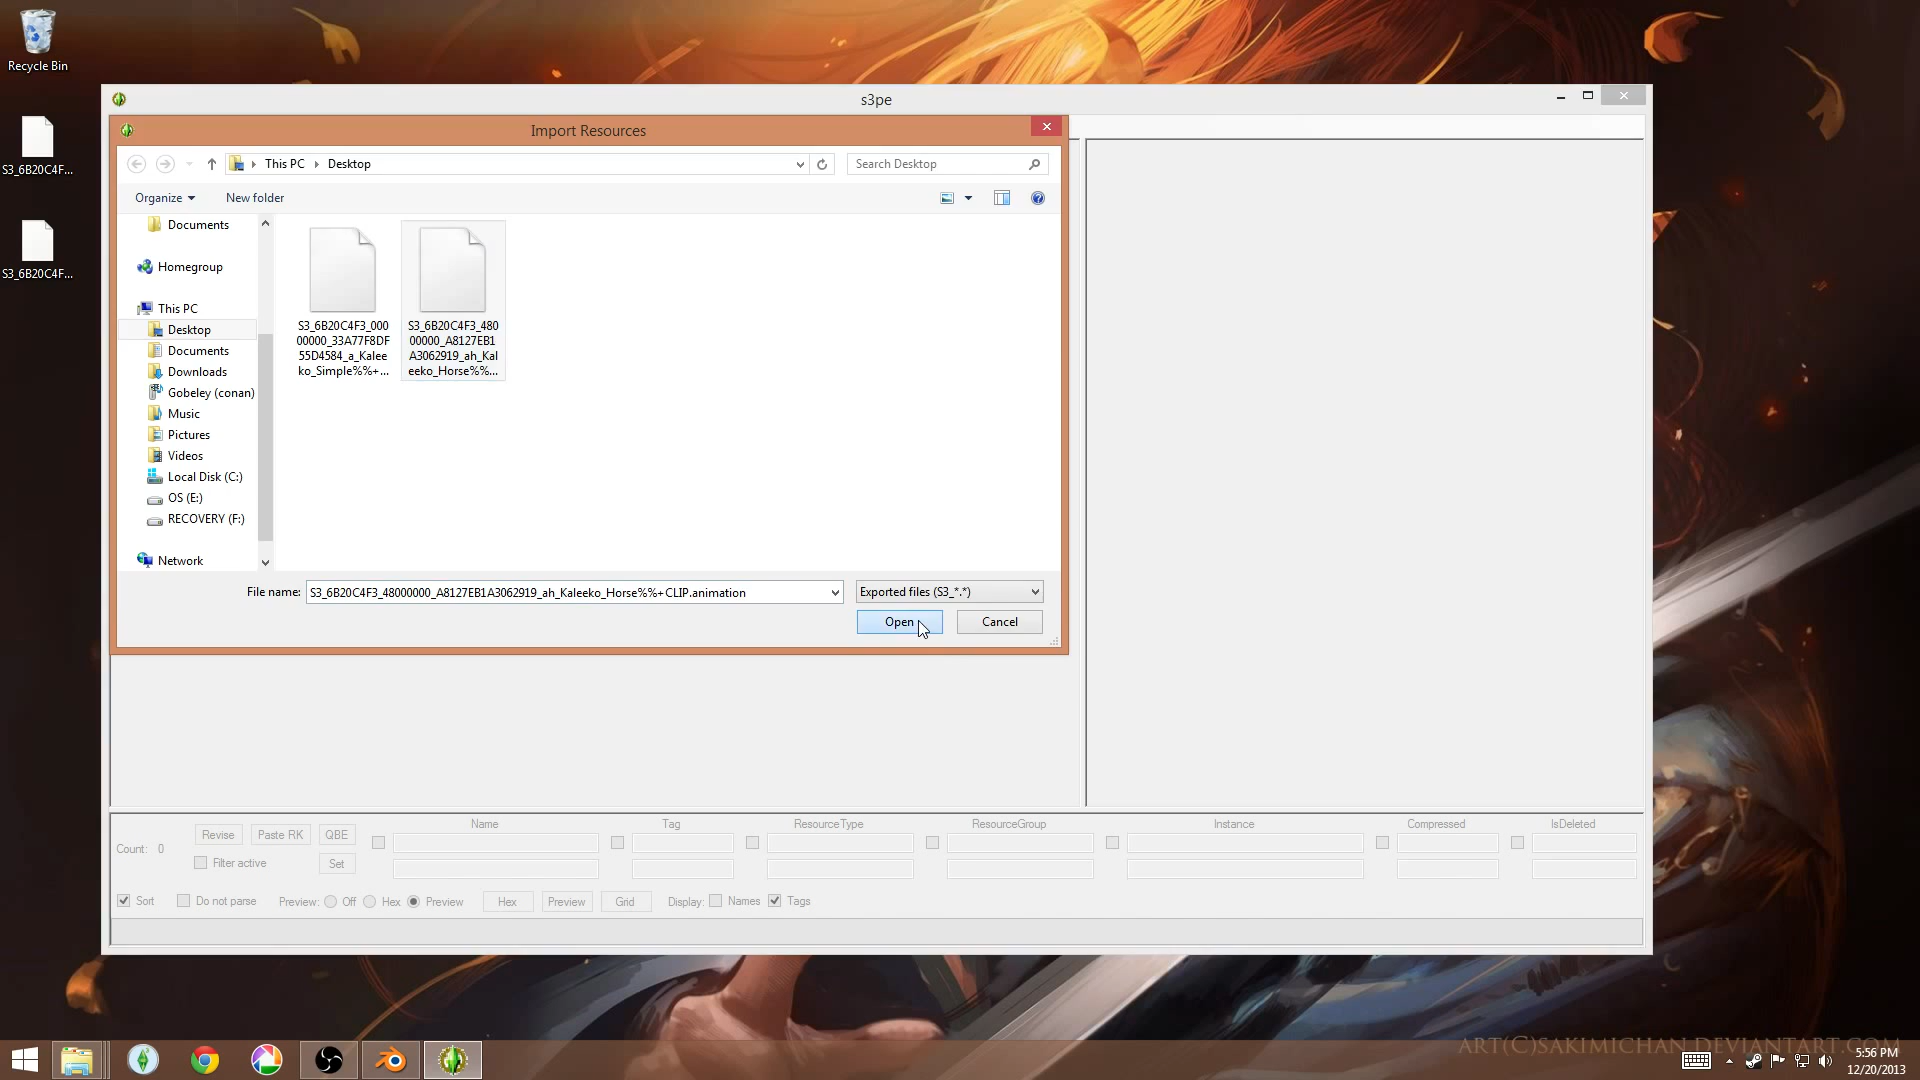 Recycle Bin
S3_6B20C4F...
S3_6B20C4F...
s3pe
Import Resources
This PC
Desktop
Search Desktop
Organize
New folder
Documents
Homegroup
This PC
Desktop
Documents
Downloads
Gobeley (conan)
Music
Pictures
Videos
Local Disk (C:)
OS (E:)
RECOVERY (F:)
Network
S3_6B20C4F3_000
00000_33A77F8DF
55D4584_a_Kalee
ko_Simple%%+...
S3_6B20C4F3_480
00000_A8127EB1
A3062919_ah_Kal
eeko_Horse%%...
File name:
S3_6B20C4F3_48000000_A8127EB1A3062919_ah_Kaleeko_Horse%%+CLIP.animation
Exported files (S3_*.*)
Open
Cancel
Name
Tag
ResourceType
ResourceGroup
Instance
Compressed
IsDeleted
Revise
Paste RK
QBE
Count: 0
Filter active
Set
Sort
Do not parse
Preview:
Off
Hex
Preview
Hex
Preview
Grid
Display:
Names
Tags
ART(C)SAKIMICHAN.DEVIANTART.COM
5:56 PM
12/20/2013